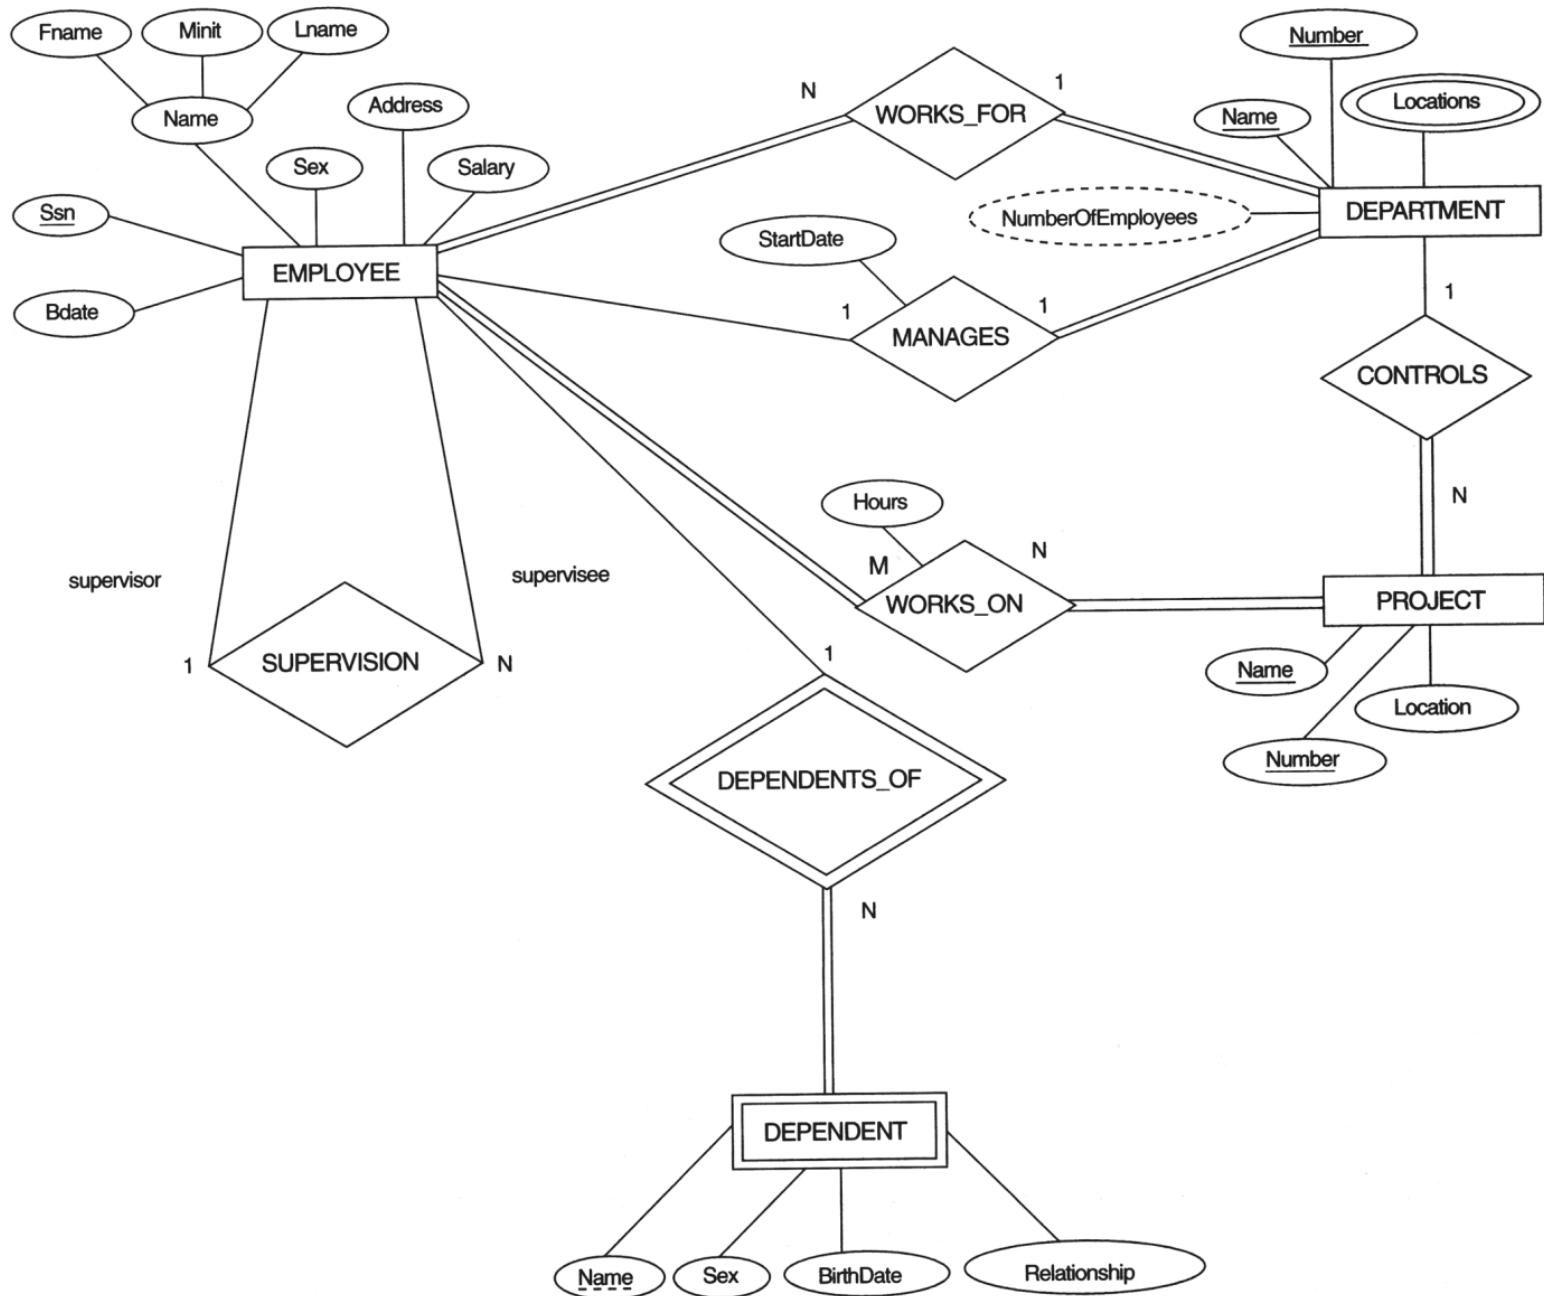 Fname
Minit
Lname
Number
Name
Address
N
1
WORKS_FOR
Name
Locations
Sex
Salary
Ssn
NumberOfEmployees
DEPARTMENT
StartDate
EMPLOYEE
Bdate
1
1
MANAGES
1
CONTROLS
Hours
N
M
N
supervisor
supervisee
WORKS_ON
PROJECT
1
SUPERVISION
N
1
Name
Location
Number
DEPENDENTS_OF
N
DEPENDENT
Name
Sex
BirthDate
Relationship